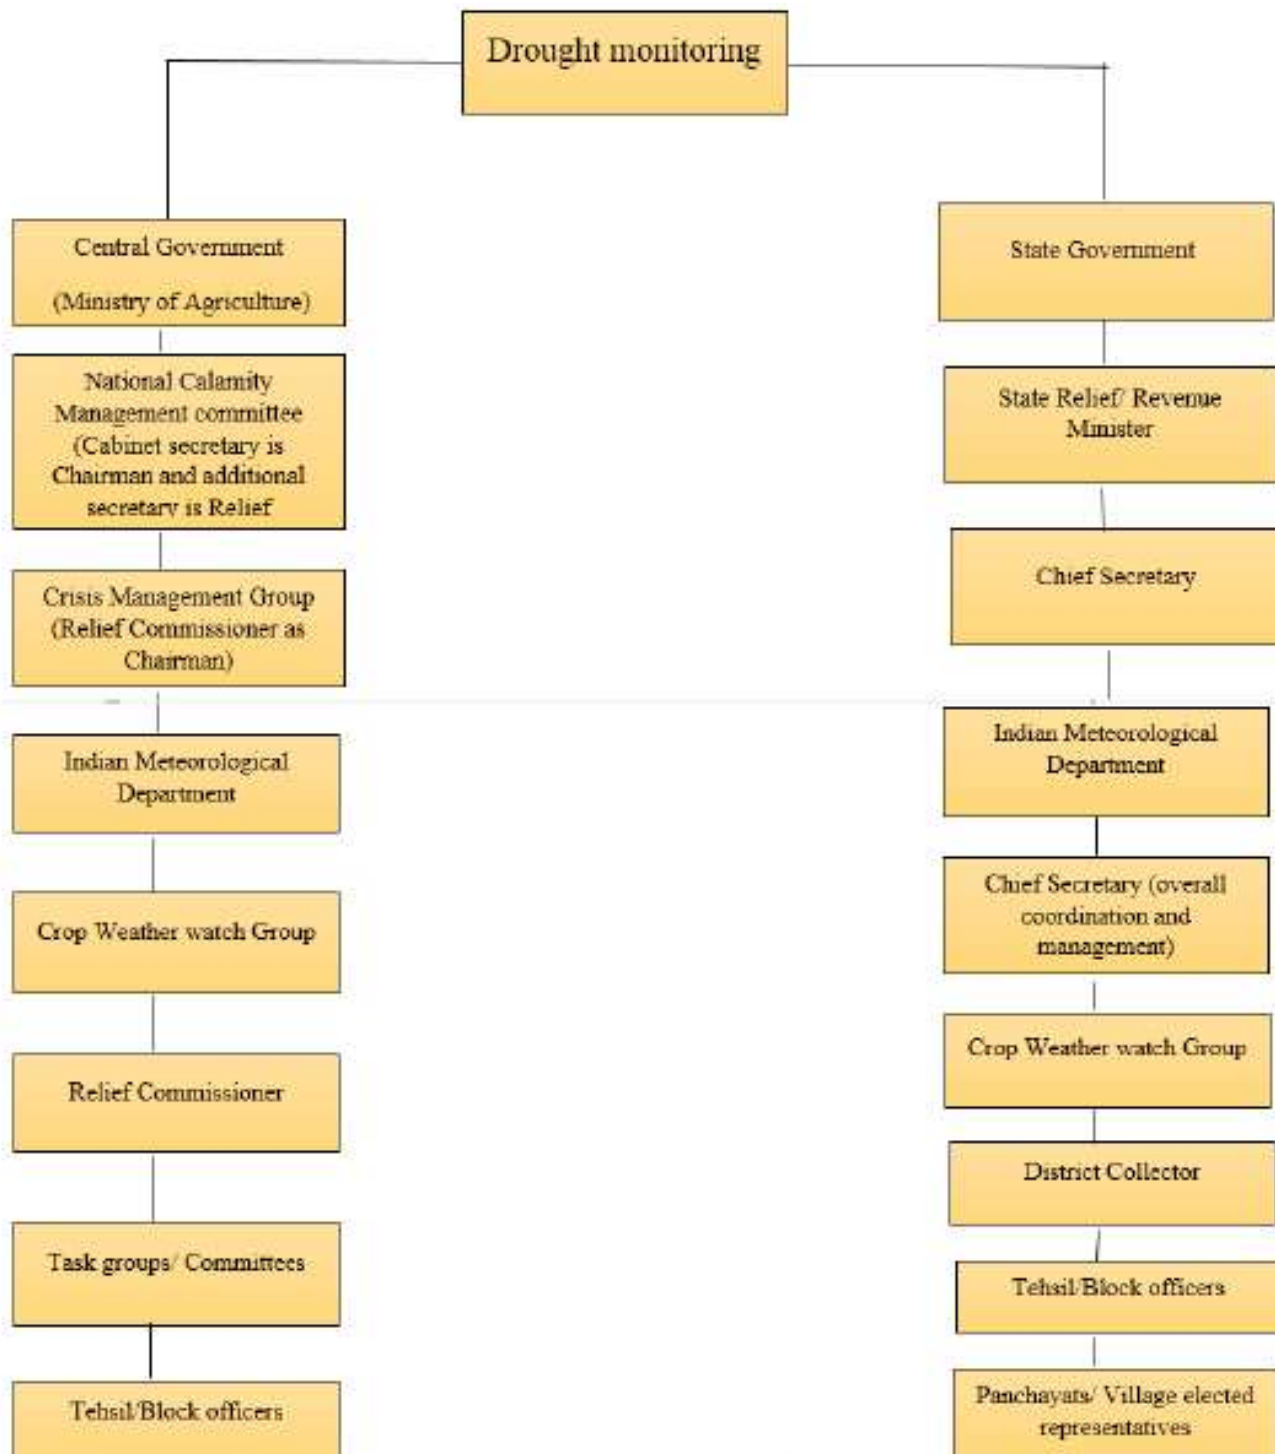 Drought monitoring
Central Government
(Ministry of Agriculture)
National Calamity
Management committee
(Cabinet secretary is
Chairman and additional
secretary is Relief
Crisis Management Group
(Relief Commissioner as
Chairman)
Indian Meteorological
Department
Crop Weather watch Group
Relief Commissioner
Task groups/ Committees
Tehsil/Block officers
State Government
State Relief/ Revenue
Minister
Chief Secretary
Indian Meteorological
Department
Chief Secretary (overall
coordination and
management)
Crop Weather watch Group
District Collector
Tehsil/Block officers
Panchayats/ Village elected
representatives